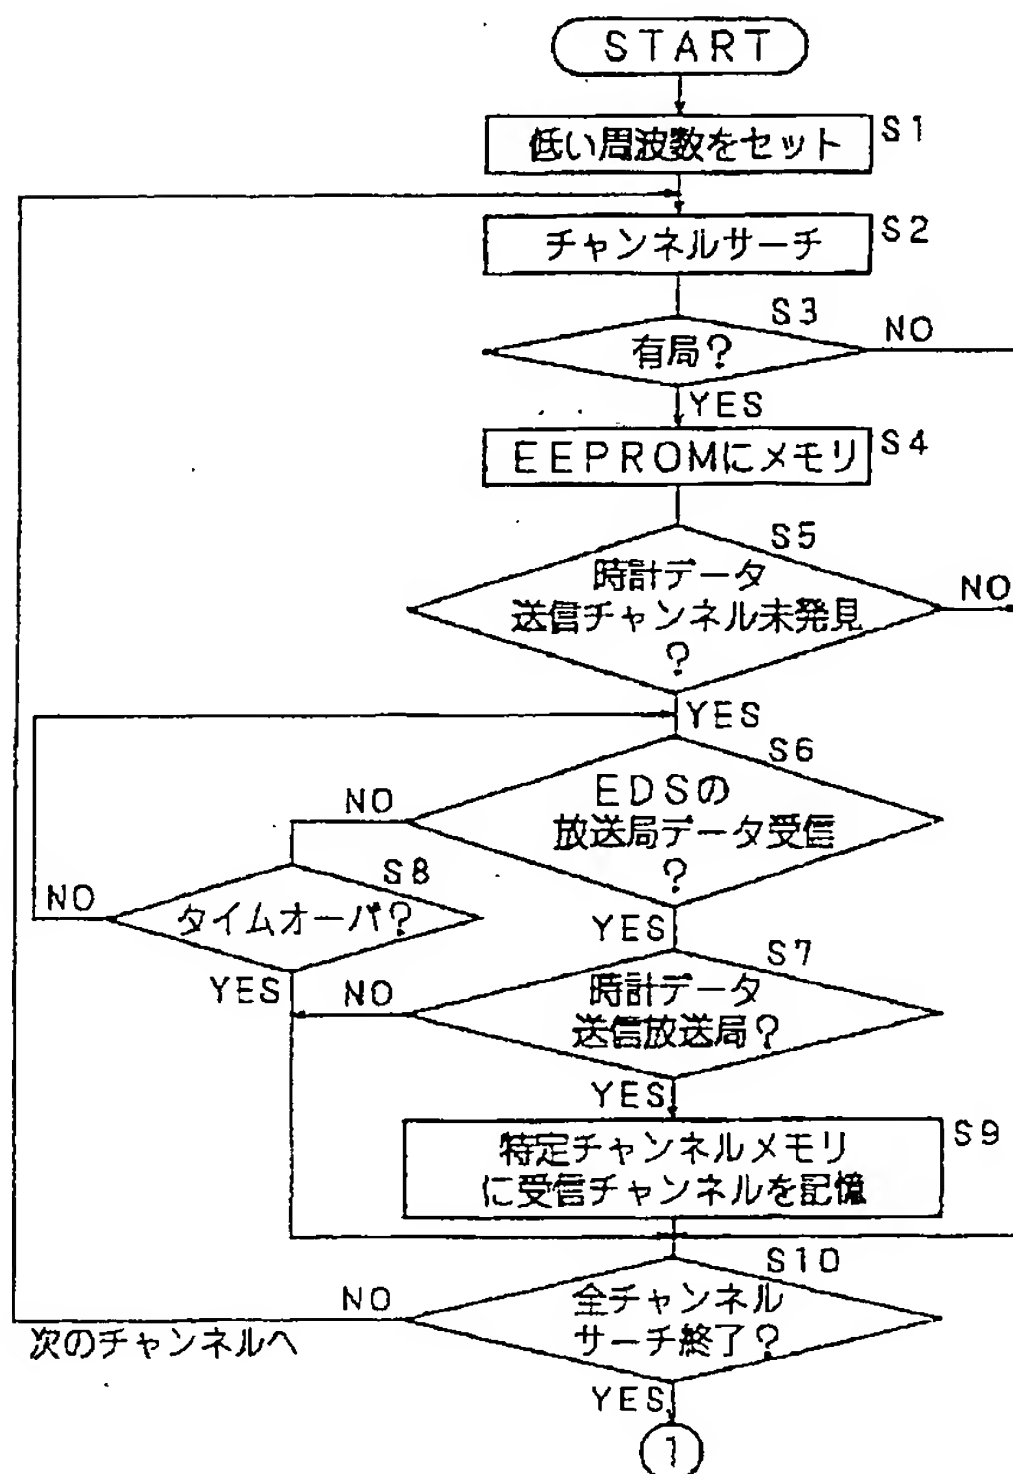 START
低い周波数をセット
S1
チャンネルサーチ
S2
S3
有局?
NO
YES
EEPROMにメモリ
S4
S5
時計データ
送信チャンネル未発見
?
NO
YES
S6
EDSの
放送局データ受信
?
NO
S8
タイムオーバ?
NO
YES
YES
S7
時計データ
送信放送局?
NO
YES
特定チャンネルメモリ
に受信チャンネルを記憶
S9
S10
全チャンネル
サーチ終了?
NO
次のチャンネルへ
YES
1